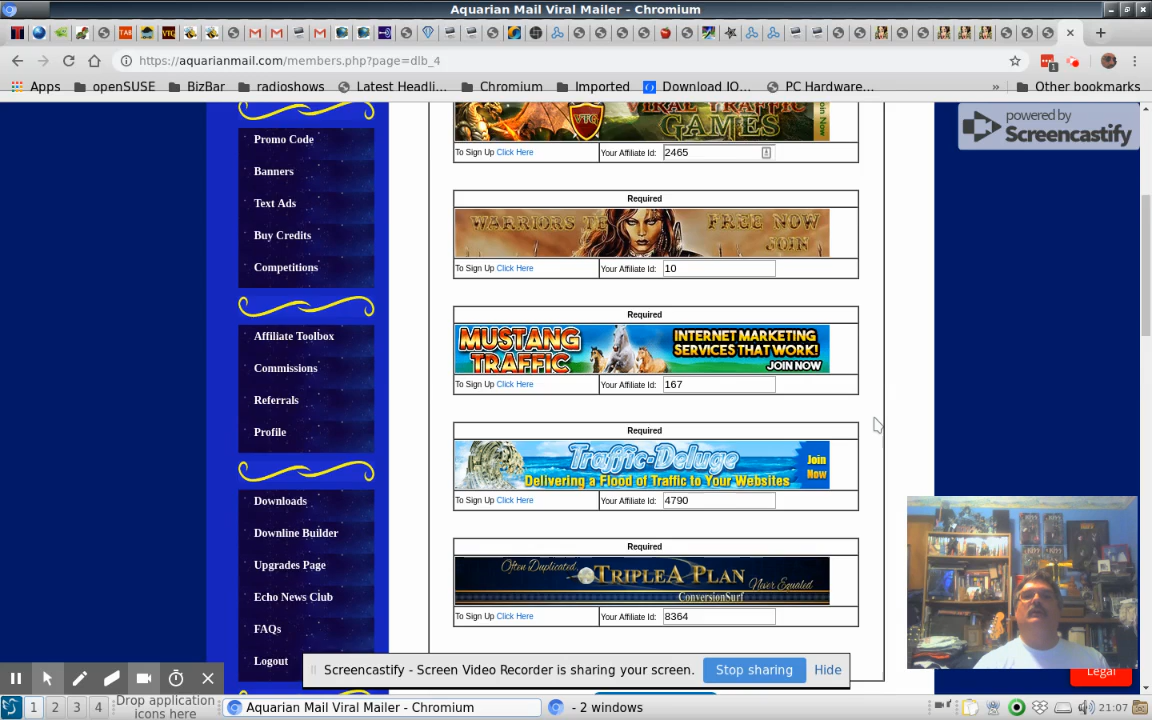 Aquarian Mail Viral Mailer - Chromium
https://aquarianmail.com/members.php?page=dlb_4
Apps openSUSE BizBar radioshows Latest Headli... Chromium Imported Download IO... PC Hardware... » Other bookmarks
powered by
Screencastify
Promo Code
Banners
Text Ads
Buy Credits
Competitions
Affiliate Toolbox
Commissions
Referrals
Profile
Downloads
Downline Builder
Upgrades Page
Echo News Club
FAQs
Logout
VIRAL TRAFFIC
VTG GAMES
Join Now
To Sign Up Click Here Your Affiliate Id: 2465
Required
WARRIORS TE FREE NOW
JOIN
To Sign Up Click Here Your Affiliate Id: 10
Required
MUSTANG TRAFFIC
INTERNET MARKETING
SERVICES THAT WORK!
JOIN NOW
To Sign Up Click Here Your Affiliate Id: 167
Required
Traffic-Deluge
Delivering a Flood of Traffic to Your Websites
Join
Now
To Sign Up Click Here Your Affiliate Id: 4790
Required
Often Duplicated, TRIPLEA PLAN Never Equaled
ConversionSurf
To Sign Up Click Here Your Affiliate Id: 8364
Legal
Screencastify - Screen Video Recorder is sharing your screen. Stop sharing Hide
1 2 3 4 Drop application
icons here
Aquarian Mail Viral Mailer - Chromium - 2 windows 21:07